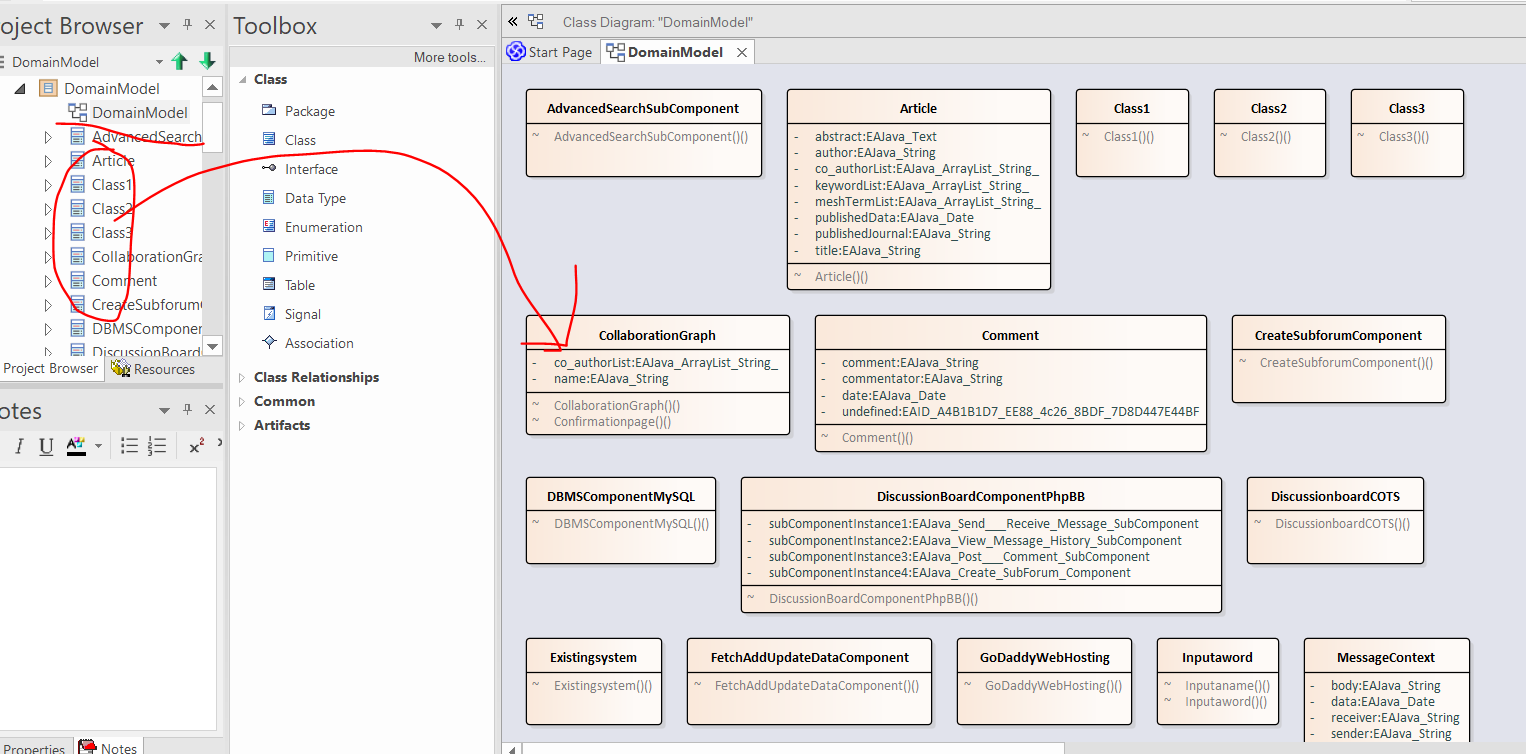 oject Browser
DomainModel
DomainModel
DomainModel
AdvancedSearch
Article
Class1
Class2
Class3
CollaborationGra
Comment
CreateSubforumC
DBMSComponen
DiscussionBoard
Project Browser
Resources
otes
I U A x²
Properties
Notes
Toolbox
More tools...
Class
Package
Class
Interface
Data Type
Enumeration
Primitive
Table
Signal
Association
Class Relationships
Common
Artifacts
Class Diagram: "DomainModel"
Start Page
DomainModel
AdvancedSearchSubComponent
~ AdvancedSearchSubComponent()()
Article
- abstract:EAJava_Text
- author:EAJava_String
- co_authorList:EAJava_ArrayList_String_
- keywordList:EAJava_ArrayList_String_
- meshTermList:EAJava_ArrayList_String_
- publishedData:EAJava_Date
- publishedJournal:EAJava_String
- title:EAJava_String
~ Article()()
Class1
~ Class1()()
Class2
~ Class2()()
Class3
~ Class3()()
CollaborationGraph
- co_authorList:EAJava_ArrayList_String_
- name:EAJava_String
~ CollaborationGraph()()
~ Confirmationpage()()
Comment
- comment:EAJava_String
- commentator:EAJava_String
- date:EAJava_Date
- undefined:EAID_A4B1B1D7_EE88_4c26_8BDF_7D8D447E44BF
~ Comment()()
CreateSubforumComponent
~ CreateSubforumComponent()()
DBMSComponentMySQL
~ DBMSComponentMySQL()()
DiscussionBoardComponentPhpBB
- subComponentInstance1:EAJava_Send___Receive_Message_SubComponent
- subComponentInstance2:EAJava_View_Message_History_SubComponent
- subComponentInstance3:EAJava_Post___Comment_SubComponent
- subComponentInstance4:EAJava_Create_SubForum_Component
~ DiscussionBoardComponentPhpBB()()
DiscussionboardCOTS
~ DiscussionboardCOTS()()
Existingsystem
~ Existingsystem()()
FetchAddUpdateDataComponent
~ FetchAddUpdateDataComponent()()
GoDaddyWebHosting
~ GoDaddyWebHosting()()
Inputaword
~ Inputaname()()
~ Inputaword()()
MessageContext
- body:EAJava_String
- data:EAJava_Date
- receiver:EAJava_String
- sender:EAJava_String